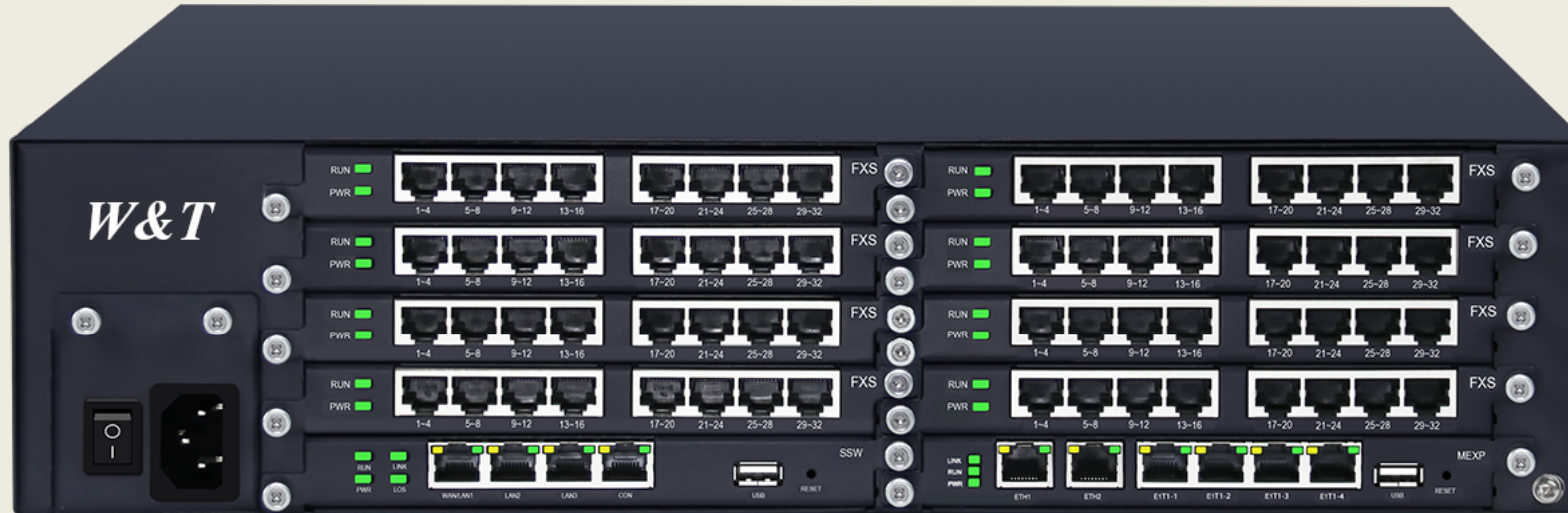 W&T
RUN
PWR
1~4 5~8 9~12 13~16 17~20 21~24 25~28 29~32
FXS
RUN
PWR
1~4 5~8 9~12 13~16 17~20 21~24 25~28 29~32
FXS
RUN
PWR
1~4 5~8 9~12 13~16 17~20 21~24 25~28 29~32
FXS
RUN
PWR
1~4 5~8 9~12 13~16 17~20 21~24 25~28 29~32
FXS
RUN
PWR
1~4 5~8 9~12 13~16 17~20 21~24 25~28 29~32
FXS
RUN
PWR
1~4 5~8 9~12 13~16 17~20 21~24 25~28 29~32
FXS
RUN
PWR
1~4 5~8 9~12 13~16 17~20 21~24 25~28 29~32
FXS
RUN
PWR
1~4 5~8 9~12 13~16 17~20 21~24 25~28 29~32
FXS
RUN LINK
PWR LOS
WAN/LAN1 LAN2 LAN3 CON USB RESET
SSW
LINK
RUN
PWR
ETH1 ETH2 E1T1-1 E1T1-2 E1T1-3 E1T1-4 USB RESET
MEXP